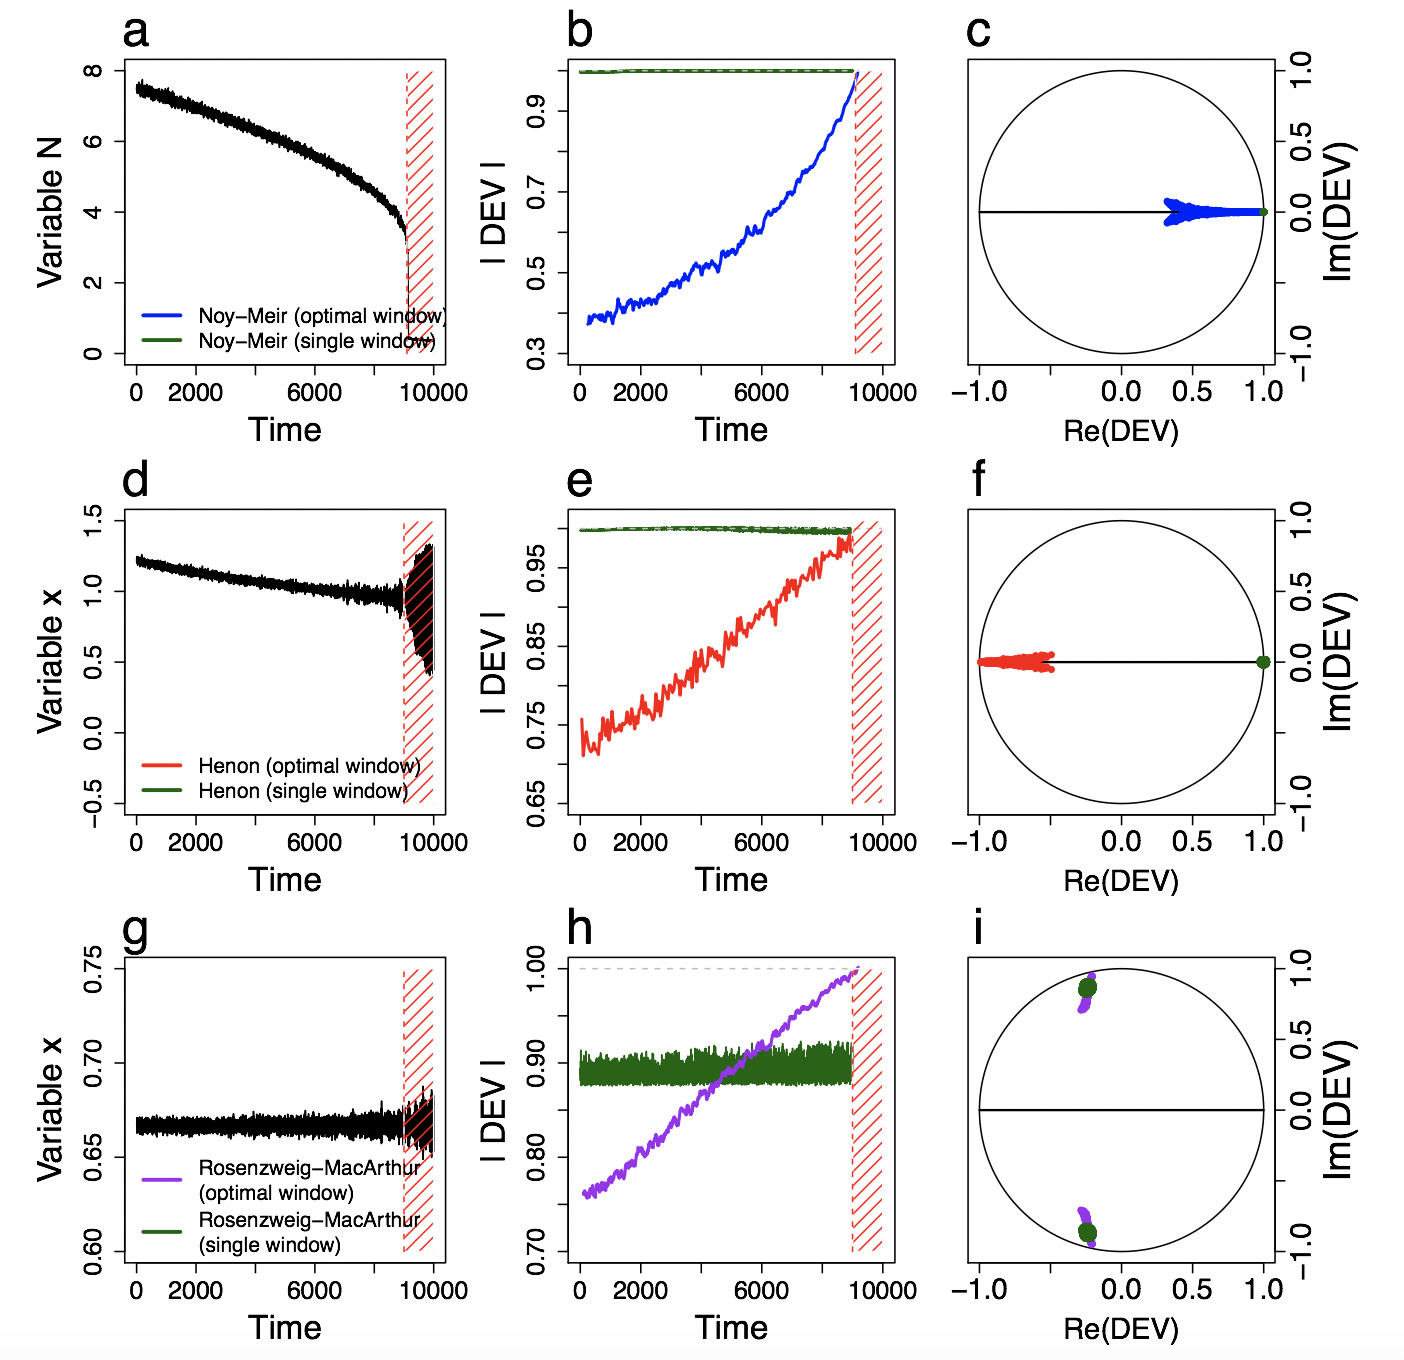 a
b
c
8
6
4
2
0
Variable N
Noy−Meir (optimal window)
Noy−Meir (single window)
0 2000 6000 10000
Time
0.9
0.7
0.5
0.3
I DEV I
0 2000 6000 10000
Time
1.0
0.5
0.0
−1.0
Im(DEV)
−1.0 0.0 0.5 1.0
Re(DEV)
d
e
f
1.5
1.0
0.5
0.0
−0.5
Variable x
Henon (optimal window)
Henon (single window)
0 2000 6000 10000
Time
0.95
0.85
0.75
0.65
I DEV I
0 2000 6000 10000
Time
1.0
0.5
0.0
−1.0
Im(DEV)
−1.0 0.0 0.5 1.0
Re(DEV)
g
h
i
0.75
0.70
0.65
0.60
Variable x
Rosenzweig−MacArthur
(optimal window)
Rosenzweig−MacArthur
(single window)
0 2000 6000 10000
Time
1.00
0.90
0.80
0.70
I DEV I
0 2000 6000 10000
Time
1.0
0.5
0.0
−1.0
Im(DEV)
−1.0 0.0 0.5 1.0
Re(DEV)